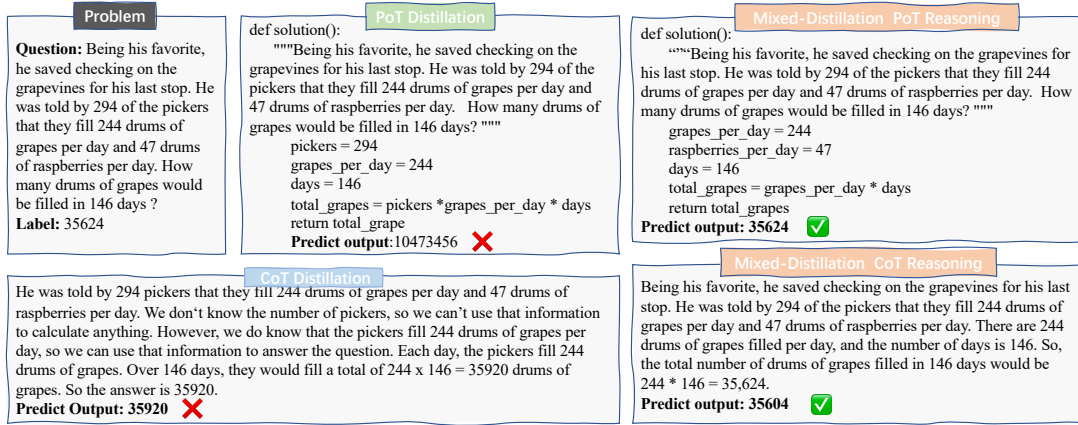 Problem
Question: Being his favorite,
he saved checking on the
grapevines for his last stop. He
was told by 294 of the pickers
that they fill 244 drums of
grapes per day and 47 drums
of raspberries per day. How
many drums of grapes would
be filled in 146 days ?
Label: 35624
PoT Distillation
def solution():
"""Being his favorite, he saved checking on the
grapevines for his last stop. He was told by 294 of the
pickers that they fill 244 drums of grapes per day and
47 drums of raspberries per day. How many drums of
grapes would be filled in 146 days? """
pickers = 294
grapes_per_day = 244
days = 146
total_grapes = pickers *grapes_per_day * days
return total_grape
Predict output:10473456
Mixed-Distillation PoT Reasoning
def solution():
“”“Being his favorite, he saved checking on the
grapevines for his last stop. He was told by 294 of the pickers that they fill 244
drums of grapes per day and 47 drums of raspberries per day. How
many drums of grapes would be filled in 146 days? """
grapes_per_day = 244
raspberries_per_day = 47
days = 146
total_grapes = grapes_per_day * days
return total_grapes
Predict output: 35624
CoT Distillation
He was told by 294 pickers that they fill 244 drums of grapes per day and 47 drums of
raspberries per day. We don‘t know the number of pickers, so we can’t use that information
to calculate anything. However, we do know that the pickers fill 244 drums of grapes per
day, so we can use that information to answer the question. Each day, the pickers fill 244
drums of grapes. Over 146 days, they would fill a total of 244 x 146 = 35920 drums of
grapes. So the answer is 35920.
Predict Output: 35920
Mixed-Distillation CoT Reasoning
Being his favorite, he saved checking on the grapevines for his last
stop. He was told by 294 of the pickers that they fill 244 drums of
grapes per day and 47 drums of raspberries per day. There are 244
drums of grapes filled per day, and the number of days is 146. So,
the total number of drums of grapes filled in 146 days would be
244 * 146 = 35,624.
Predict output: 35604